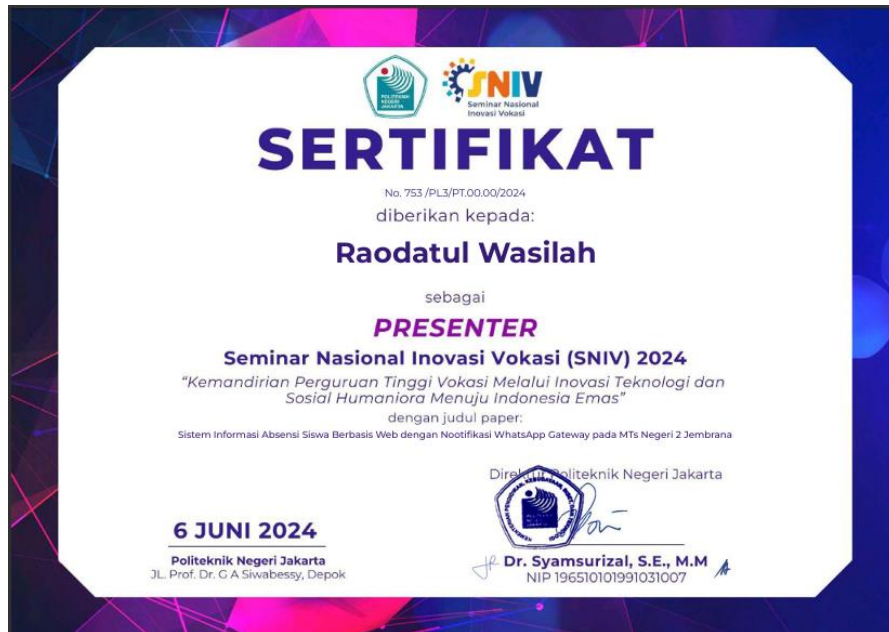 POLITEKNIK
NEGERI
JAKARTA
SNIV
Seminar Nasional
Inovasi Vokasi
SERTIFIKAT
No. 753 /PL3/PT.00.00/2024
diberikan kepada:
Raodatul Wasilah
sebagai
PRESENTER
Seminar Nasional Inovasi Vokasi (SNIV) 2024
“Kemandirian Perguruan Tinggi Vokasi Melalui Inovasi Teknologi dan
Sosial Humaniora Menuju Indonesia Emas”
dengan judul paper:
Sistem Informasi Absensi Siswa Berbasis Web dengan Nootifikasi WhatsApp Gateway pada MTs Negeri 2 Jembrana
Direktur Politeknik Negeri Jakarta
6 JUNI 2024
Politeknik Negeri Jakarta
JL. Prof. Dr. G A Siwabessy, Depok
Dr. Syamsurizal, S.E., M.M
NIP 196510101991031007